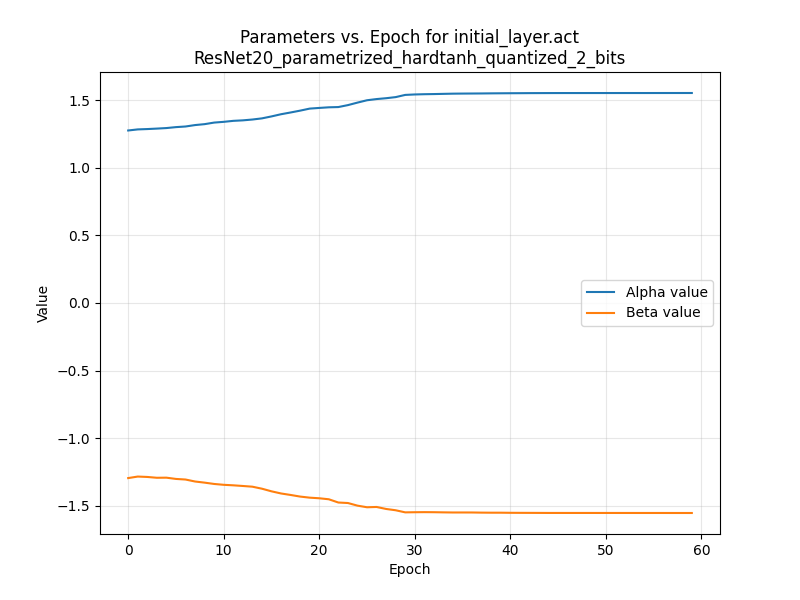 Parameters vs. Epoch for initial_layer.act
ResNet20_parametrized_hardtanh_quantized_2_bits
1.5
1.0
0.5
0.0
−0.5
−1.0
−1.5
Value
Alpha value
Beta value
0 10 20 30 40 50 60
Epoch